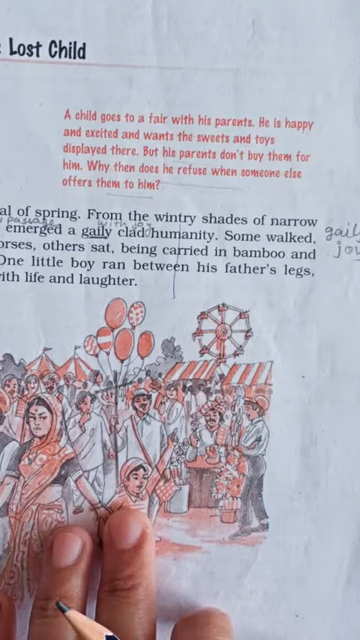 Lost Child
A child goes to a fair with his parents. He is happy
and excited and wants the sweets and toys
displayed there. But his parents don't buy them for
him. Why then does he refuse when someone else
offers them to him?
al of spring. From the wintry shades of narrow
passage with joy
emerged a gaily clad humanity. Some walked,
orses, others sat, being carried in bamboo and
One little boy ran between his father's legs,
ith life and laughter.